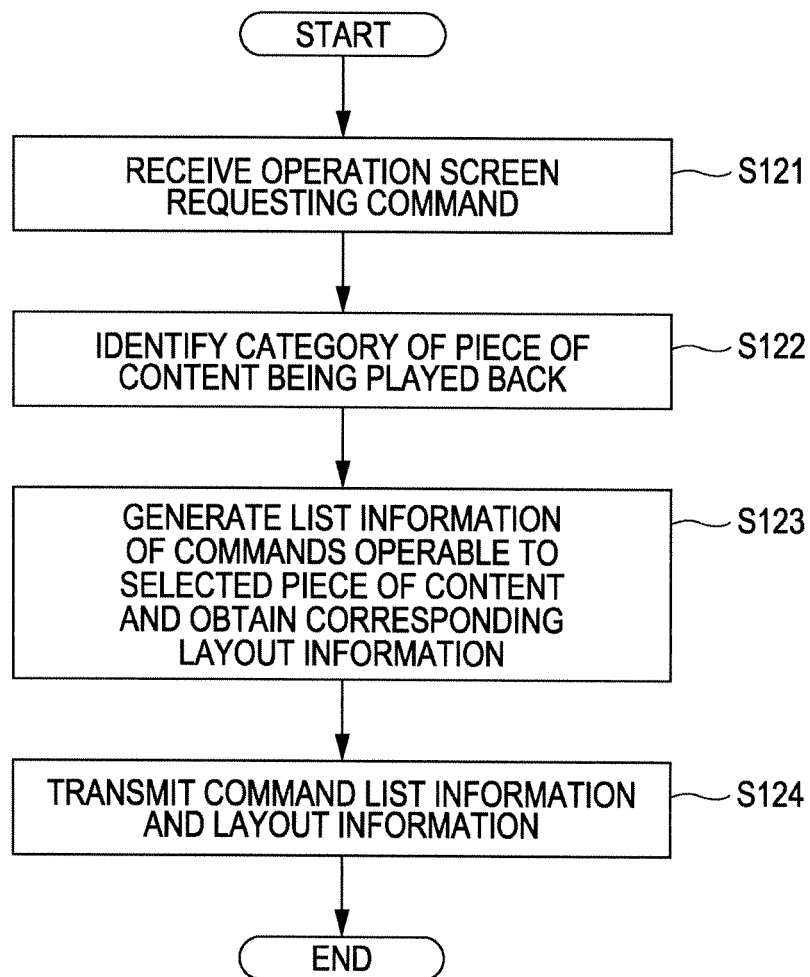 START
RECEIVE OPERATION SCREEN
REQUESTING COMMAND
S121
IDENTIFY CATEGORY OF PIECE OF
CONTENT BEING PLAYED BACK
S122
GENERATE LIST INFORMATION
OF COMMANDS OPERABLE TO
SELECTED PIECE OF CONTENT
AND OBTAIN CORRESPONDING
LAYOUT INFORMATION
S123
TRANSMIT COMMAND LIST INFORMATION
AND LAYOUT INFORMATION
S124
END